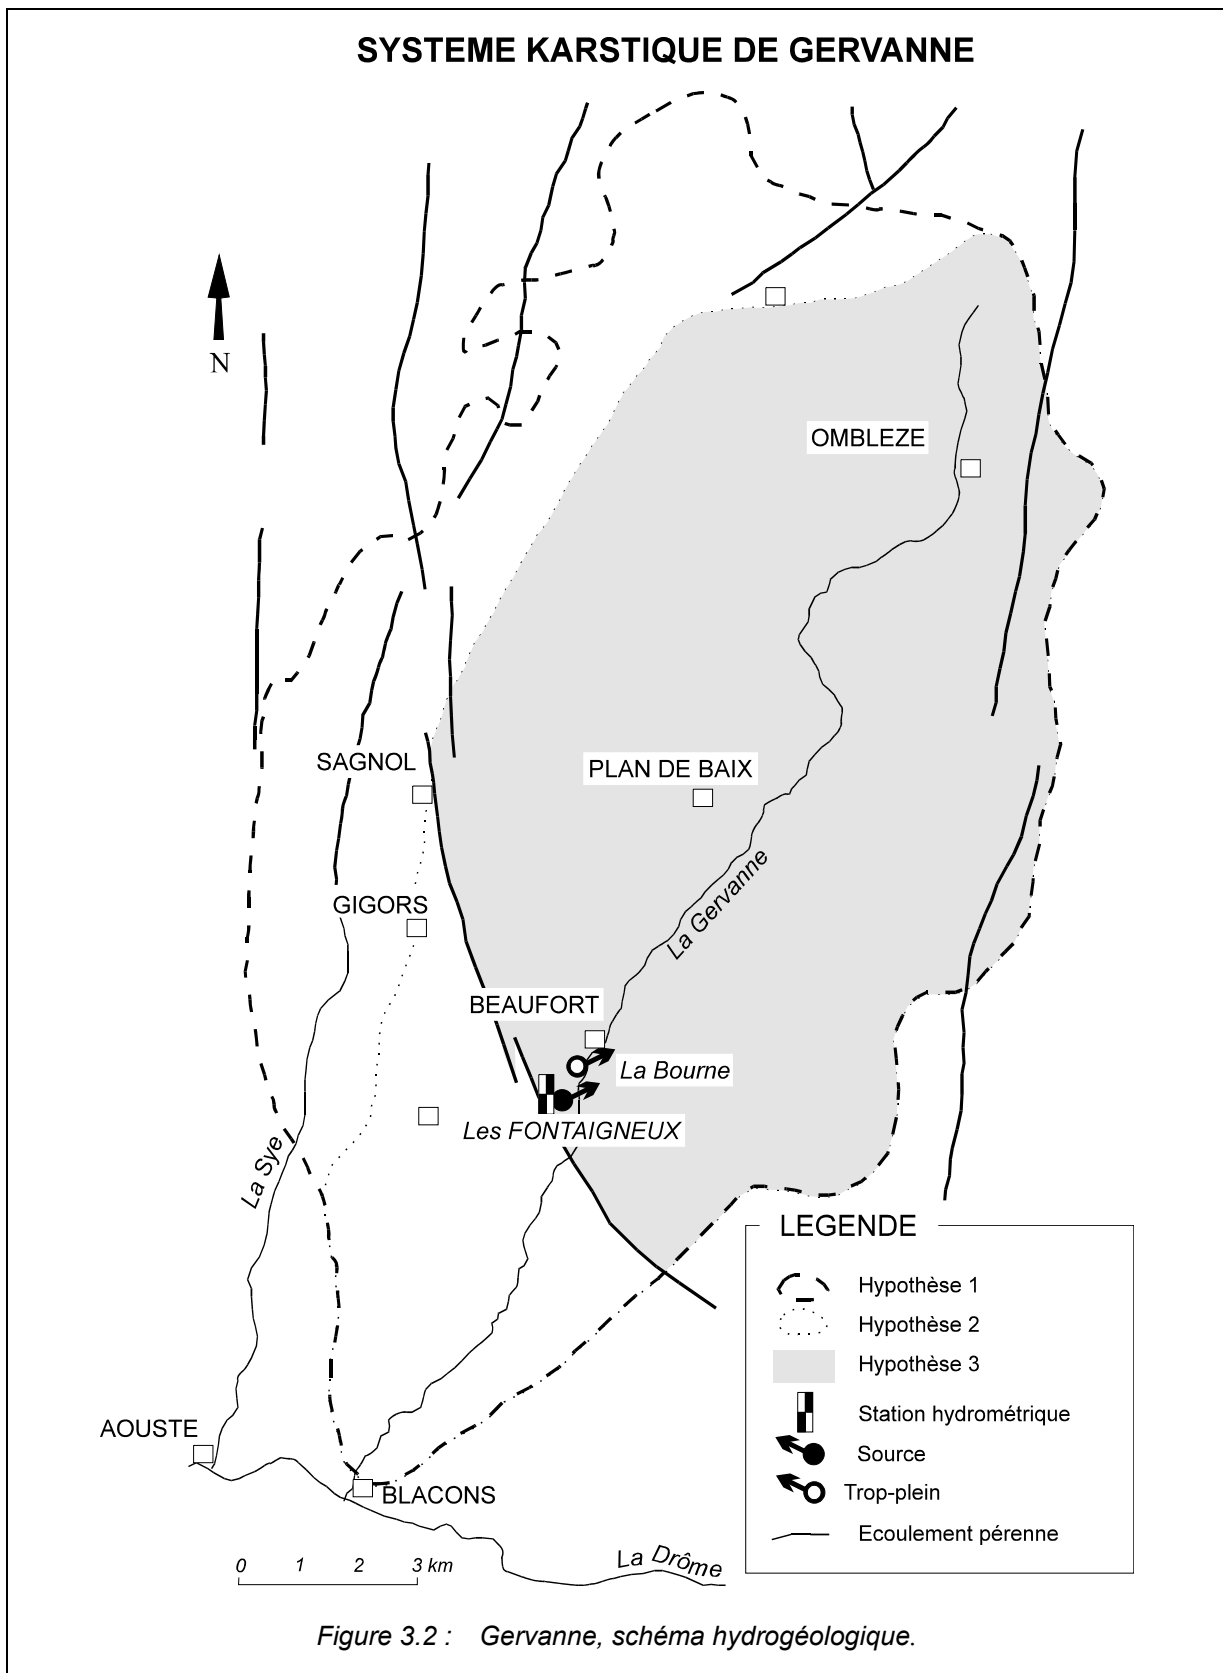 SYSTEME KARSTIQUE DE GERVANNE
N
OMBLEZE
SAGNOL
PLAN DE BAIX
GIGORS
La Gervanne
BEAUFORT
La Bourne
Les FONTAIGNEUX
La Sye
AOUSTE
BLACONS
La Drôme
0 1 2 3 km
LEGENDE
Hypothèse 1
Hypothèse 2
Hypothèse 3
Station hydrométrique
Source
Trop-plein
Ecoulement pérenne
Figure 3.2 : Gervanne, schéma hydrogéologique.